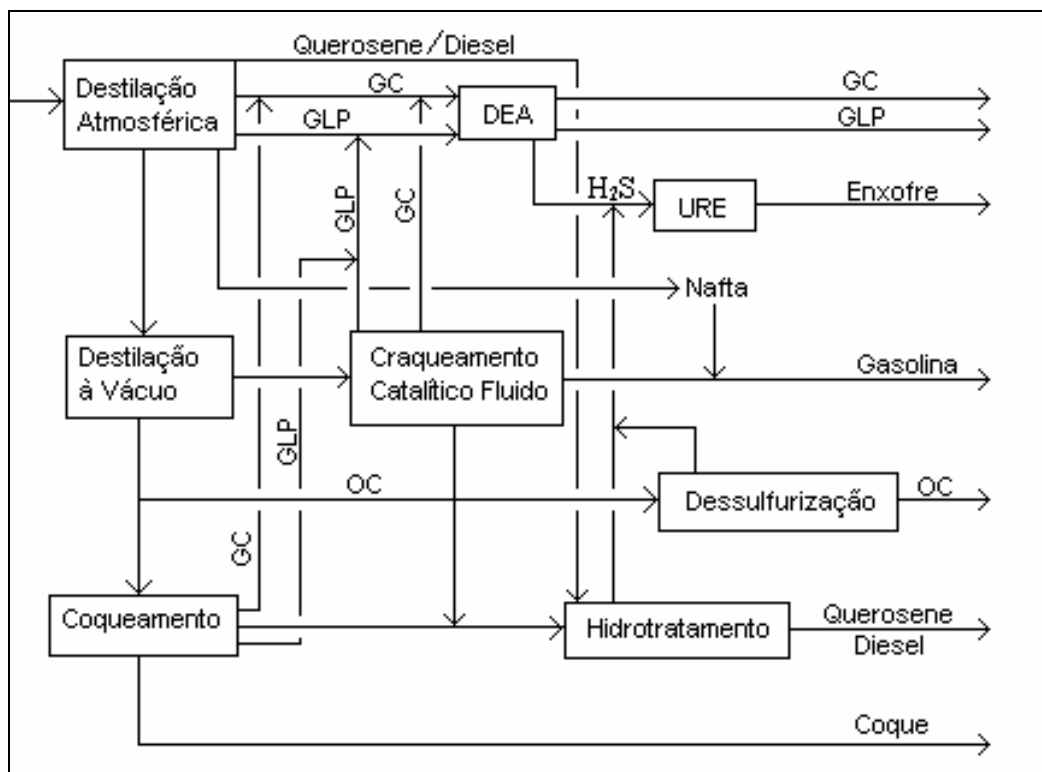 Querosene/Diesel
Destilação
Atmosférica
GC
GLP
DEA
GC
GLP
H₂S
URE
Enxofre
GLP
GC
Nafta
Destilação
à Vácuo
Craqueamento
Catalítico Fluido
Gasolina
GLP
OC
Dessulfurização
OC
GC
Coqueamento
Hidrotratamento
Querosene
Diesel
Coque